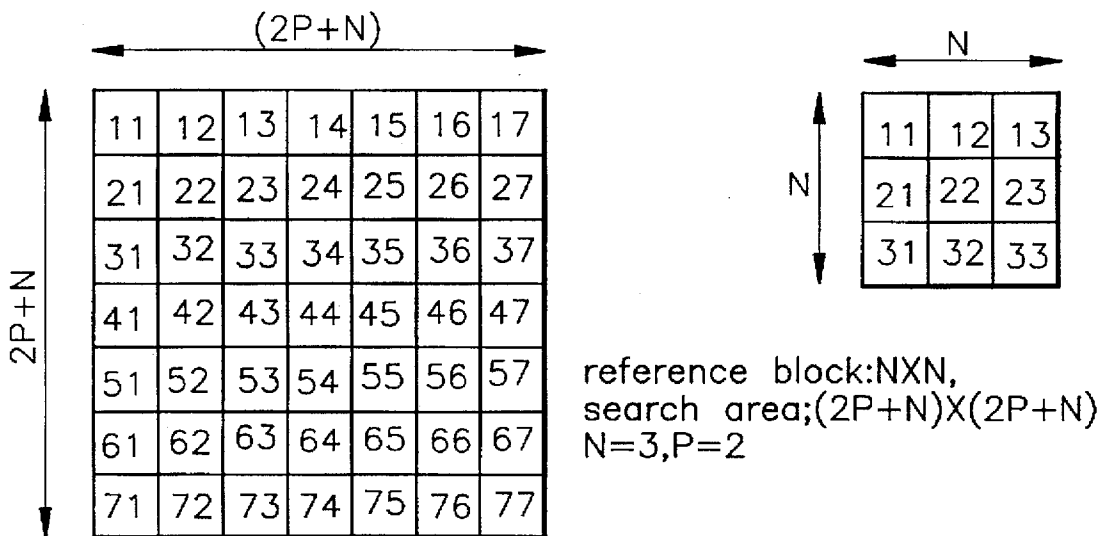 (2P+N)
N
2P+N
11 12 13 14 15 16 17
21 22 23 24 25 26 27
31 32 33 34 35 36 37
41 42 43 44 45 46 47
51 52 53 54 55 56 57
61 62 63 64 65 66 67
71 72 73 74 75 76 77
N
11 12 13
21 22 23
31 32 33
reference block:NXN,
search area;(2P+N)X(2P+N)
N=3,P=2